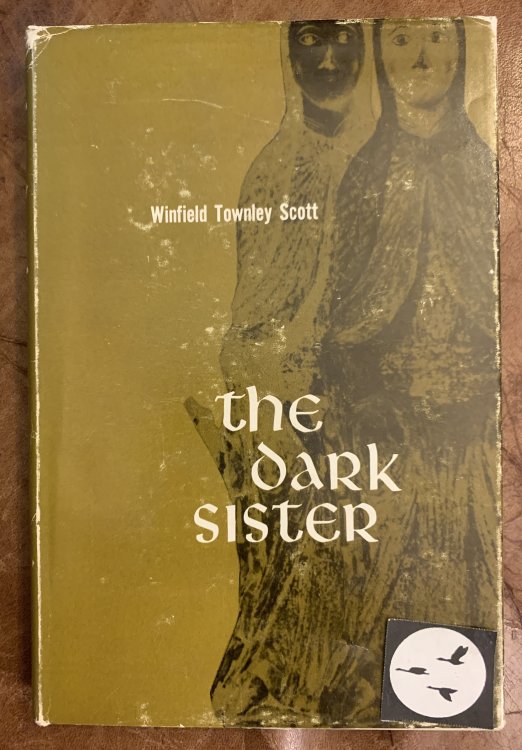 Winfield Townley Scott
the
dark
sister